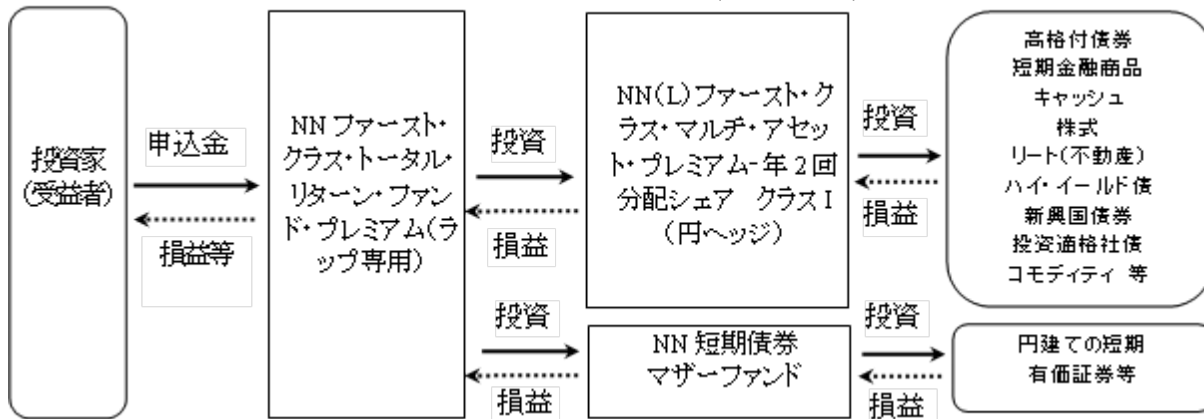 投資家
(受益者)
申込金
損益等
NN ファースト・
クラス・トータル・
リターン・ファン
ド・プレミアム(ラ
ップ専用)
投資
損益
NN(L)ファースト・ク
ラス・マルチ・アセッ
ト・プレミアム-年２回
分配シェア　クラスＩ
(円ヘッジ)
投資
損益
高格付債券
短期金融商品
キャッシュ
株式
リート(不動産)
ハイ・イールド債
新興国債券
投資適格社債
コモディティ 等
投資
損益
NN 短期債券
マザーファンド
投資
損益
円建ての短期
有価証券等